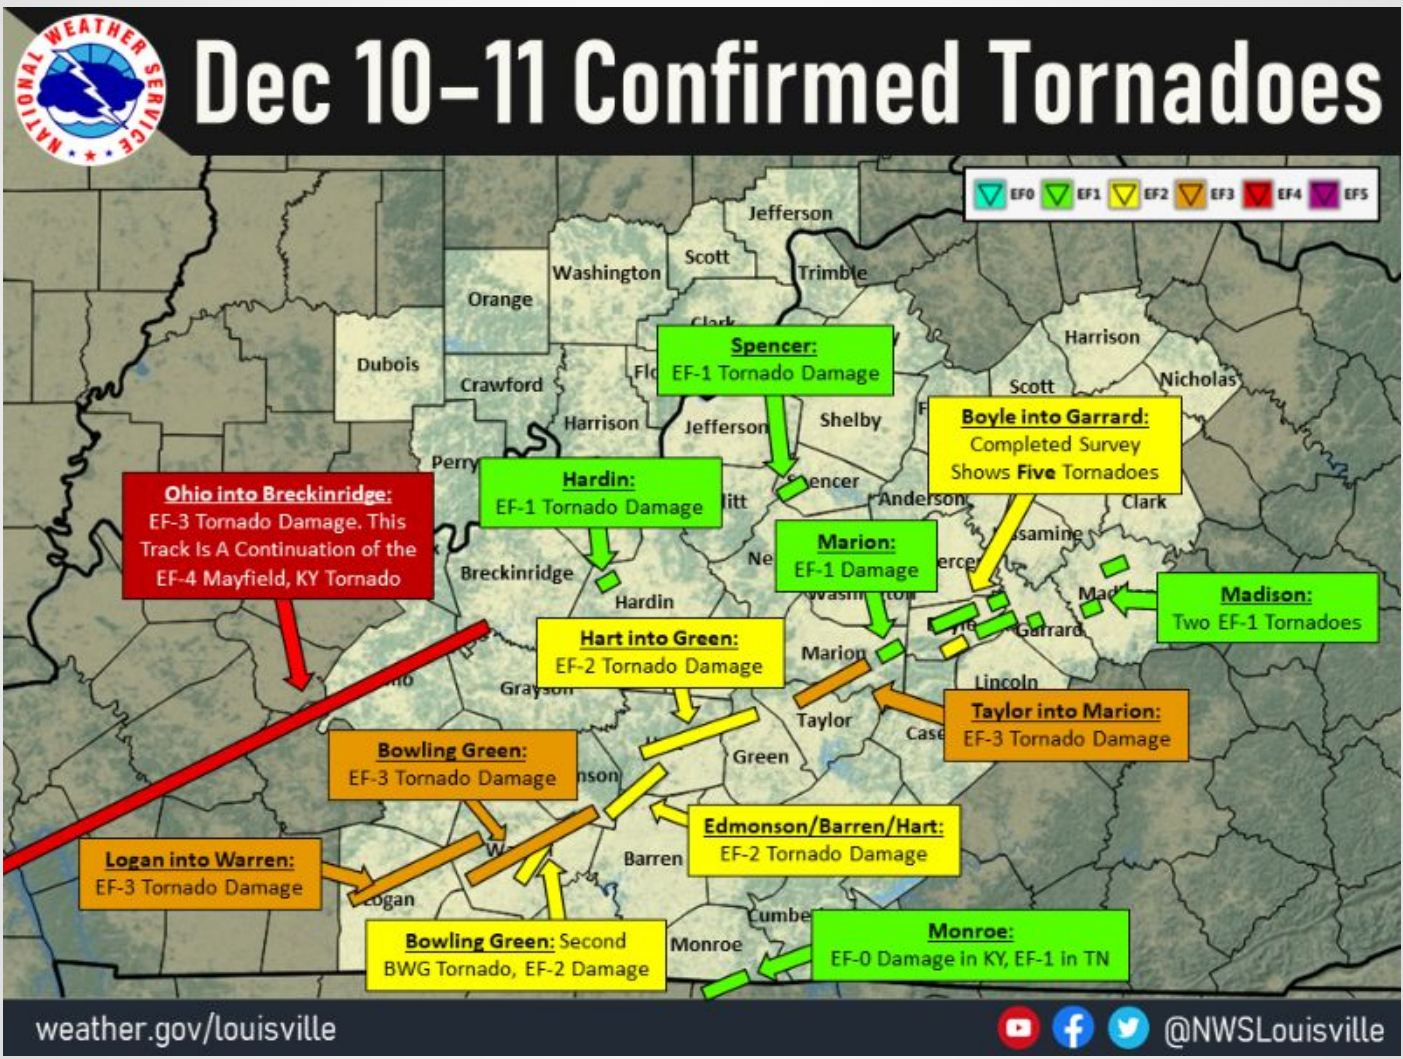 NATIONAL WEATHER SERVICE
Dec 10-11 Confirmed Tornadoes
EF0 EF1 EF2 EF3 EF4 EF5
Jefferson
Scott
Washington
Trimble
Orange
Clark
Harrison
Dubois
Spencer:
EF-1 Tornado Damage
Crawford
Scott
Nicholas
Harrison
Jefferson
Shelby
Boyle into Garrard:
Completed Survey
Shows Five Tornadoes
Perry
Hardin:
EF-1 Tornado Damage
Anderson
Clark
Ohio into Breckinridge:
EF-3 Tornado Damage. This
Track Is A Continuation of the
EF-4 Mayfield, KY Tornado
Marion:
EF-1 Damage
Breckinridge
Hardin
Washington
Madison:
Two EF-1 Tornadoes
Garrard
Hart into Green:
EF-2 Tornado Damage
Marion
Grayson
Lincoln
Taylor
Taylor into Marion:
EF-3 Tornado Damage
Bowling Green:
EF-3 Tornado Damage
Green
Edmonson/Barren/Hart:
EF-2 Tornado Damage
Barren
Logan into Warren:
EF-3 Tornado Damage
Logan
Bowling Green: Second
BWG Tornado, EF-2 Damage
Monroe
Monroe:
EF-0 Damage in KY, EF-1 in TN
weather.gov/louisville
@NWSLouisville